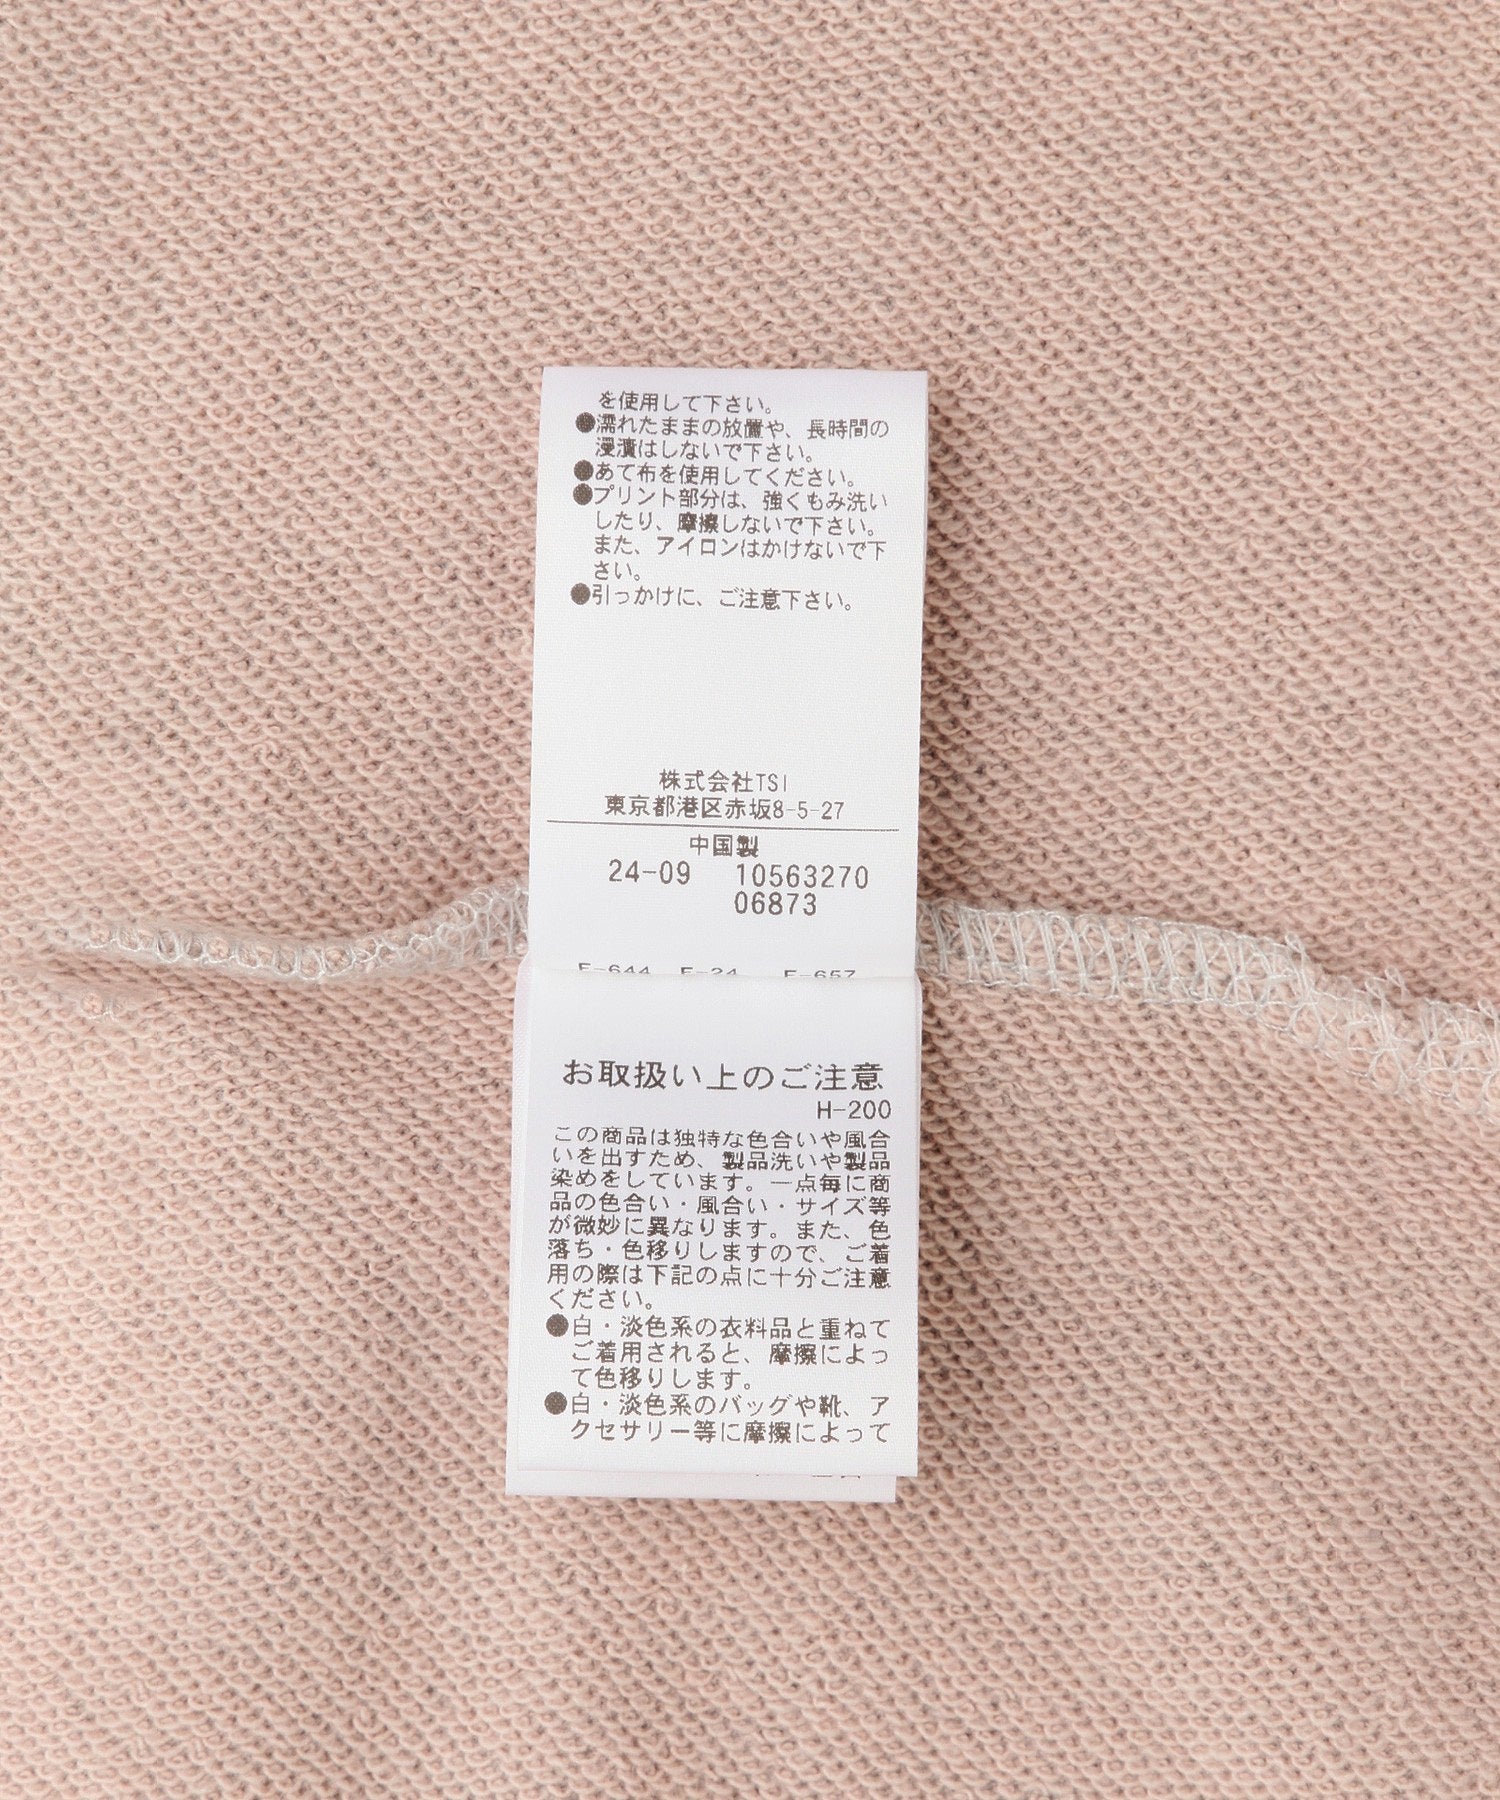 を使用して下さい。
●濡れたままの放置や、長時間の
浸漬はしないで下さい。
●あて布を使用してください。
●プリント部分は、強くもみ洗い
したり、摩擦しないで下さい。
また、アイロンはかけないで下
さい。
●引っかけに、ご注意下さい。
株式会社TSI
東京都港区赤坂8-5-27
中国製
24-09 10563270
06873
F-644 F-24 F-657
お取扱い上のご注意
H-200
この商品は独特な色合いや風合
いを出すため、製品洗いや製品
染めをしています。一点毎に商
品の色合い・風合い・サイズ等
が微妙に異なります。また、色
落ち・色移りしますので、ご着
用の際は下記の点に十分ご注意
ください。
●白・淡色系の衣料品と重ねて
ご着用されると、摩擦によっ
て色移りします。
●白・淡色系のバッグや靴、ア
クセサリー等に摩擦によって